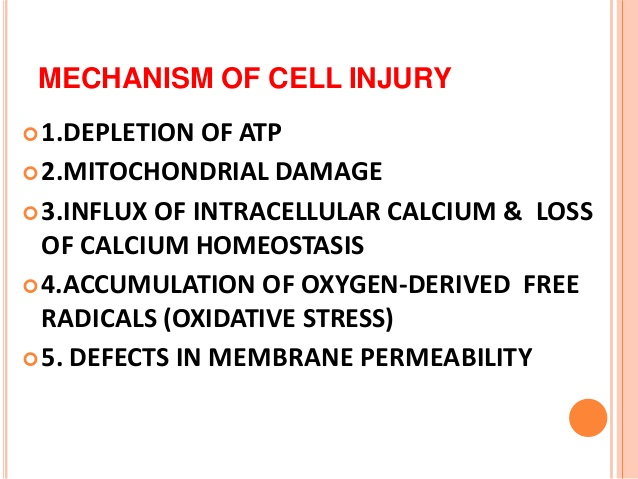 MECHANISM OF CELL INJURY
1.DEPLETION OF ATP
2.MITOCHONDRIAL DAMAGE
3.INFLUX OF INTRACELLULAR CALCIUM & LOSS
OF CALCIUM HOMEOSTASIS
4.ACCUMULATION OF OXYGEN-DERIVED FREE
RADICALS (OXIDATIVE STRESS)
5. DEFECTS IN MEMBRANE PERMEABILITY